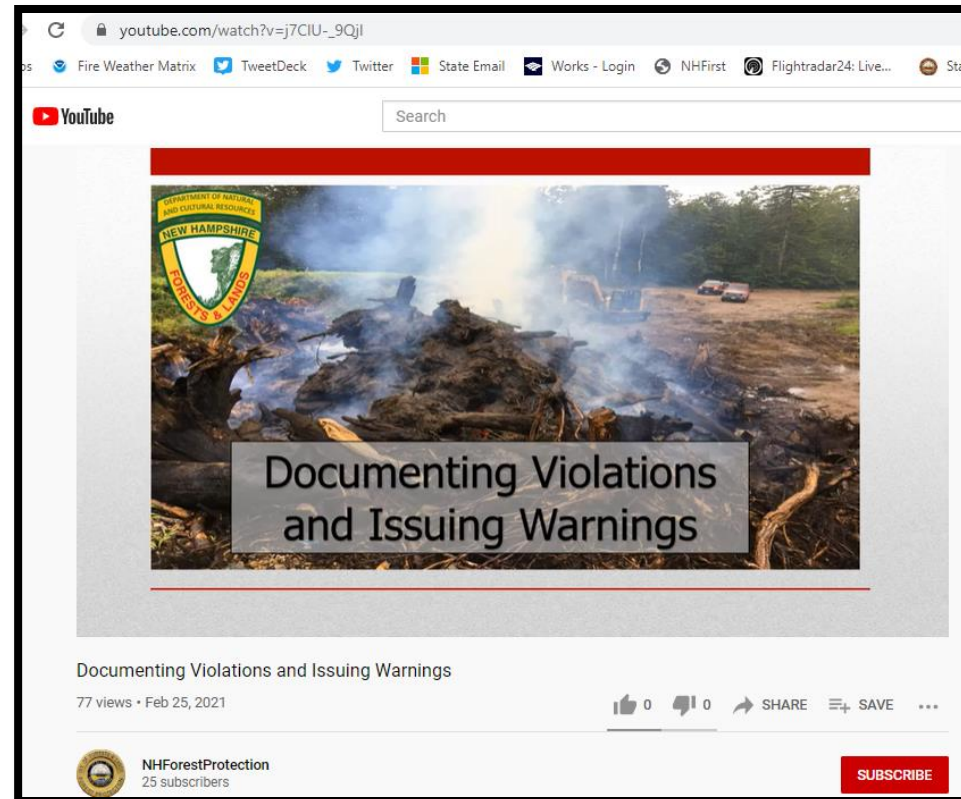 youtube.com/watch?v=j7CIU-_9QjI
ps Fire Weather Matrix TweetDeck Twitter State Email Works - Login NHFirst Flightradar24: Live... Sta
YouTube
Search
DEPARTMENT OF NATURAL
AND CULTURAL RESOURCES
NEW HAMPSHIRE
FORESTS & LANDS
Documenting Violations
and Issuing Warnings
Documenting Violations and Issuing Warnings
77 views • Feb 25, 2021
0 0 SHARE SAVE ...
NHForestProtection
25 subscribers
SUBSCRIBE